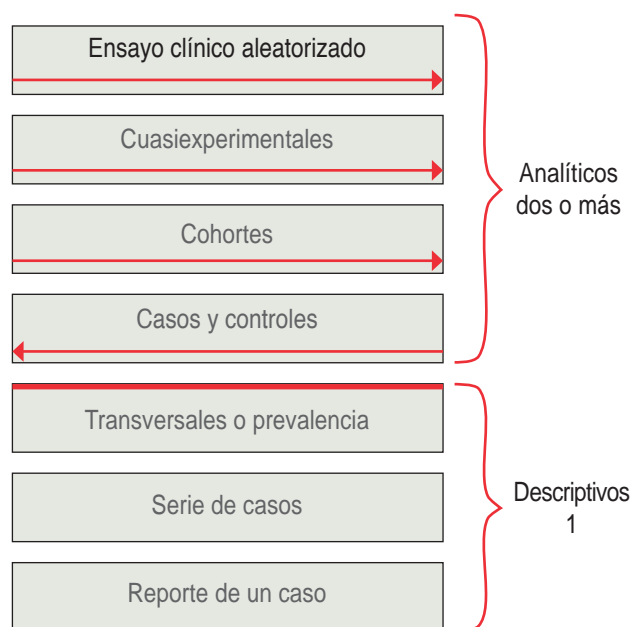 Ensayo clínico aleatorizado
Cuasiexperimentales
Cohortes
Casos y controles
Analíticos
dos o más
Transversales o prevalencia
Serie de casos
Reporte de un caso
Descriptivos
1